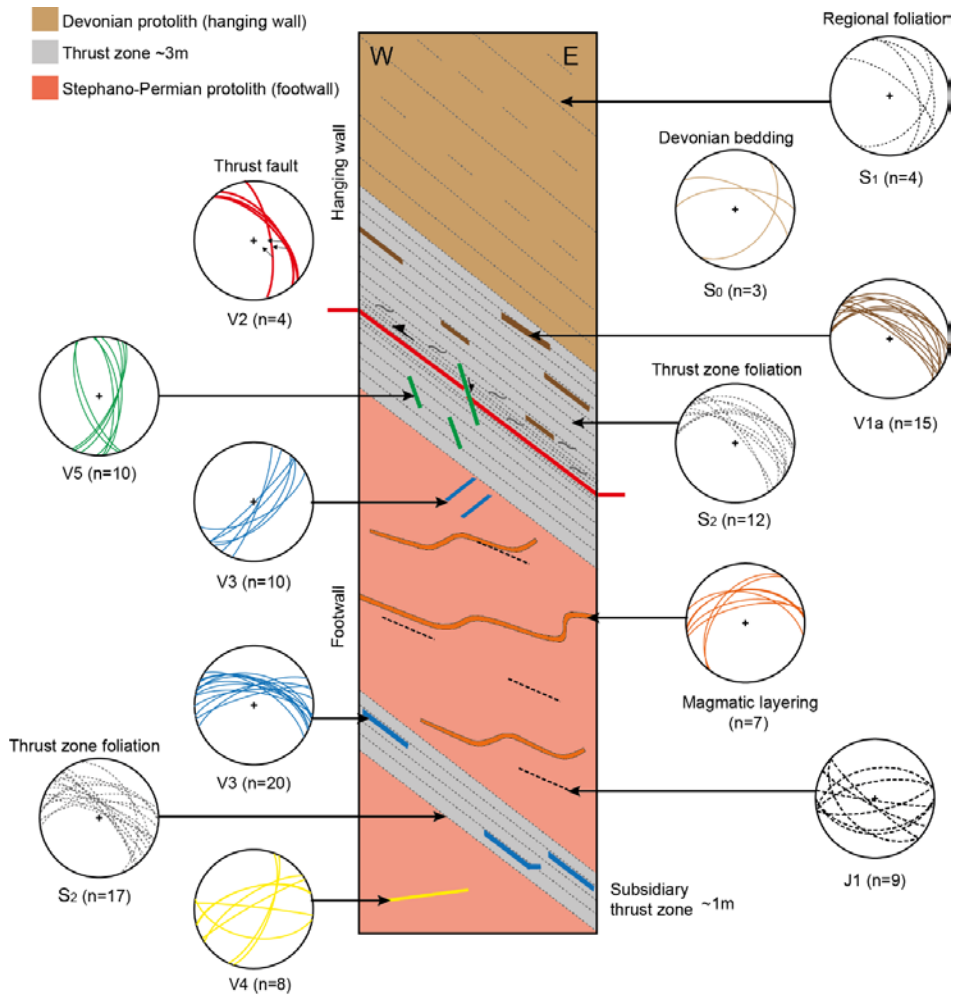 Devonian protolith (hanging wall)
Thrust zone ~3m
Stephano-Permian protolith (footwall)
W
E
Regional foliation
S1 (n=4)
Devonian bedding
S0 (n=3)
Thrust fault
V2 (n=4)
Hanging wall
V1a (n=15)
Thrust zone foliation
S2 (n=12)
V5 (n=10)
V3 (n=10)
Footwall
Magmatic layering
(n=7)
V3 (n=20)
Thrust zone foliation
S2 (n=17)
J1 (n=9)
Subsidiary
thrust zone ~1m
V4 (n=8)